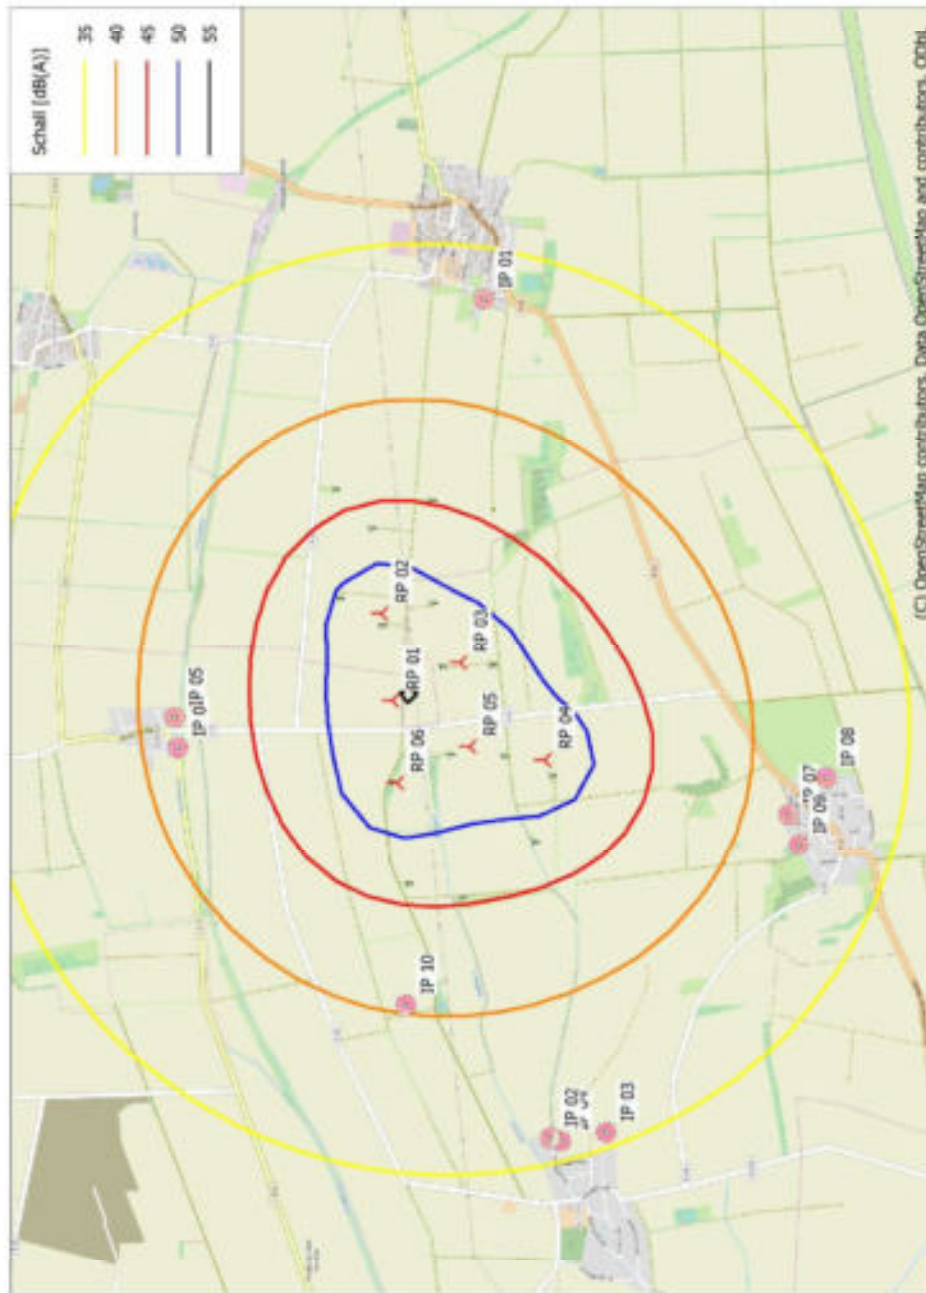 Schall [dB(A)]
35
40
45
50
55
IP 01
RP 02
RP 03
RP 01
RP 05
RP 04
RP 06
IP 05
IP 0
IP 08
07
IP 09
IP 10
IP 02
IP 03
(C) OpenStreetMap contributors, Data OpenStreetMap and contributors, ODbL